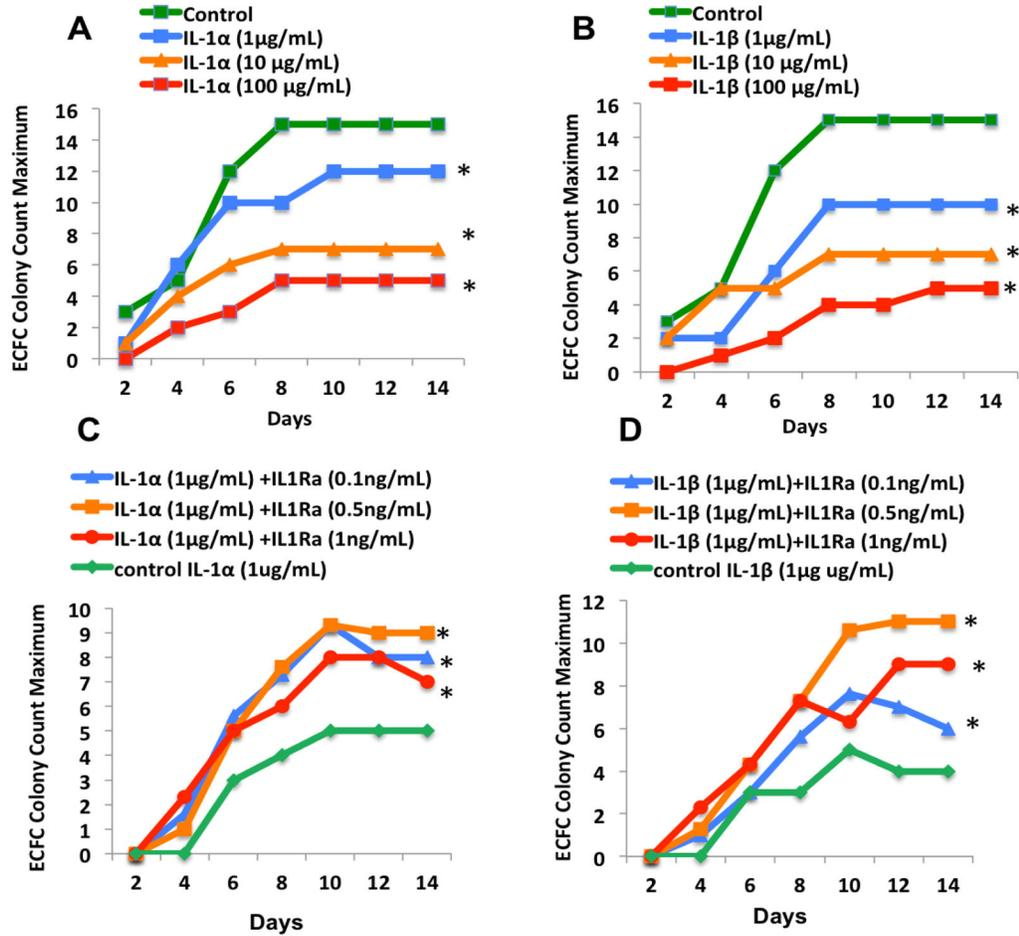 A
Control
IL-1α (1µg/mL)
IL-1α (10 µg/mL)
IL-1α (100 µg/mL)
ECFC Colony Count Maximum
16
14
12
10
8
6
4
2
0
*
*
*
2 4 6 8 10 12 14
Days
B
Control
IL-1β (1µg/mL)
IL-1β (10 µg/mL)
IL-1β (100 µg/mL)
ECFC Colony Count Maximum
16
14
12
10
8
6
4
2
0
*
*
*
2 4 6 8 10 12 14
Days
C
IL-1α (1µg/mL) +IL1Ra (0.1ng/mL)
IL-1α (1µg/mL) +IL1Ra (0.5ng/mL)
IL-1α (1µg/mL) +IL1Ra (1ng/mL)
control IL-1α (1ug/mL)
ECFC Colony Count Maximum
10
9
8
7
6
5
4
3
2
1
0
*
*
*
2 4 6 8 10 12 14
Days
D
IL-1β (1µg/mL)+IL1Ra (0.1ng/mL)
IL-1β (1µg/mL)+IL1Ra (0.5ng/mL)
IL-1β (1µg/mL)+IL1Ra (1ng/mL)
control IL-1β (1µg ug/mL)
ECFC Colony Count Maximum
12
10
8
6
4
2
0
*
*
*
2 4 6 8 10 12 14
Days